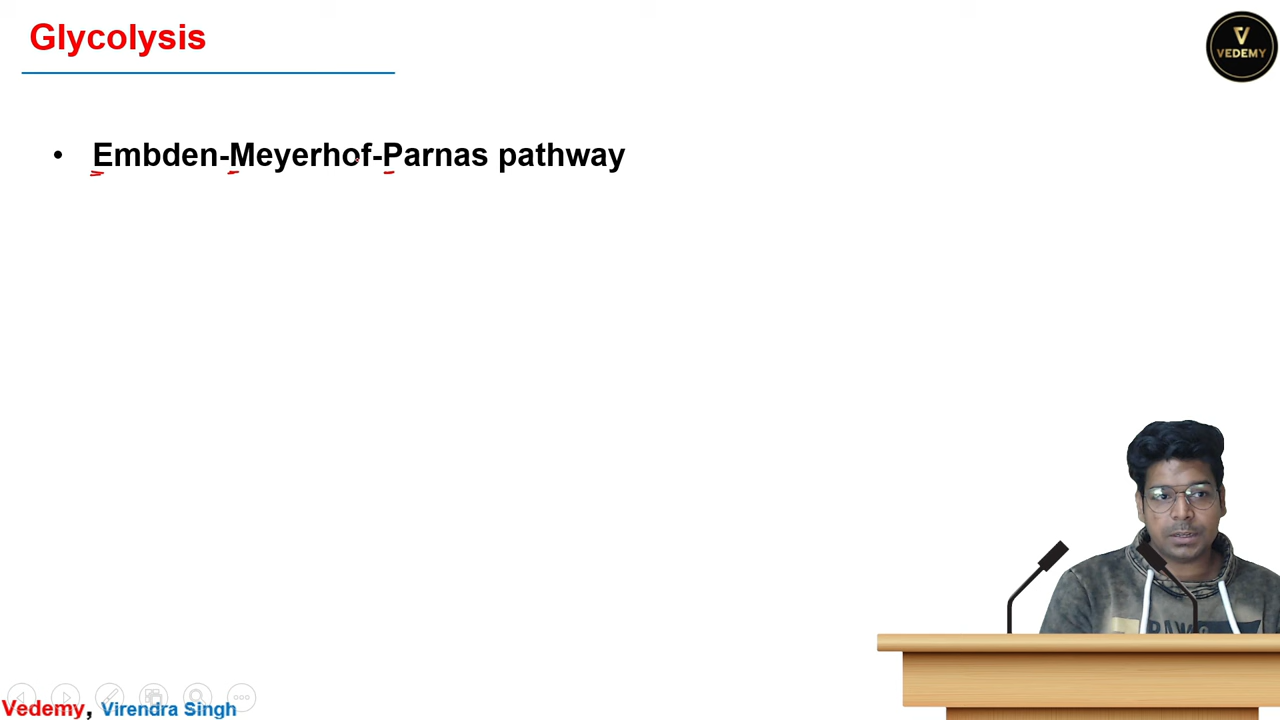 Glycolysis
VEDEMY
• Embden-Meyerhof-Parnas pathway
Vedemy, Virendra Singh